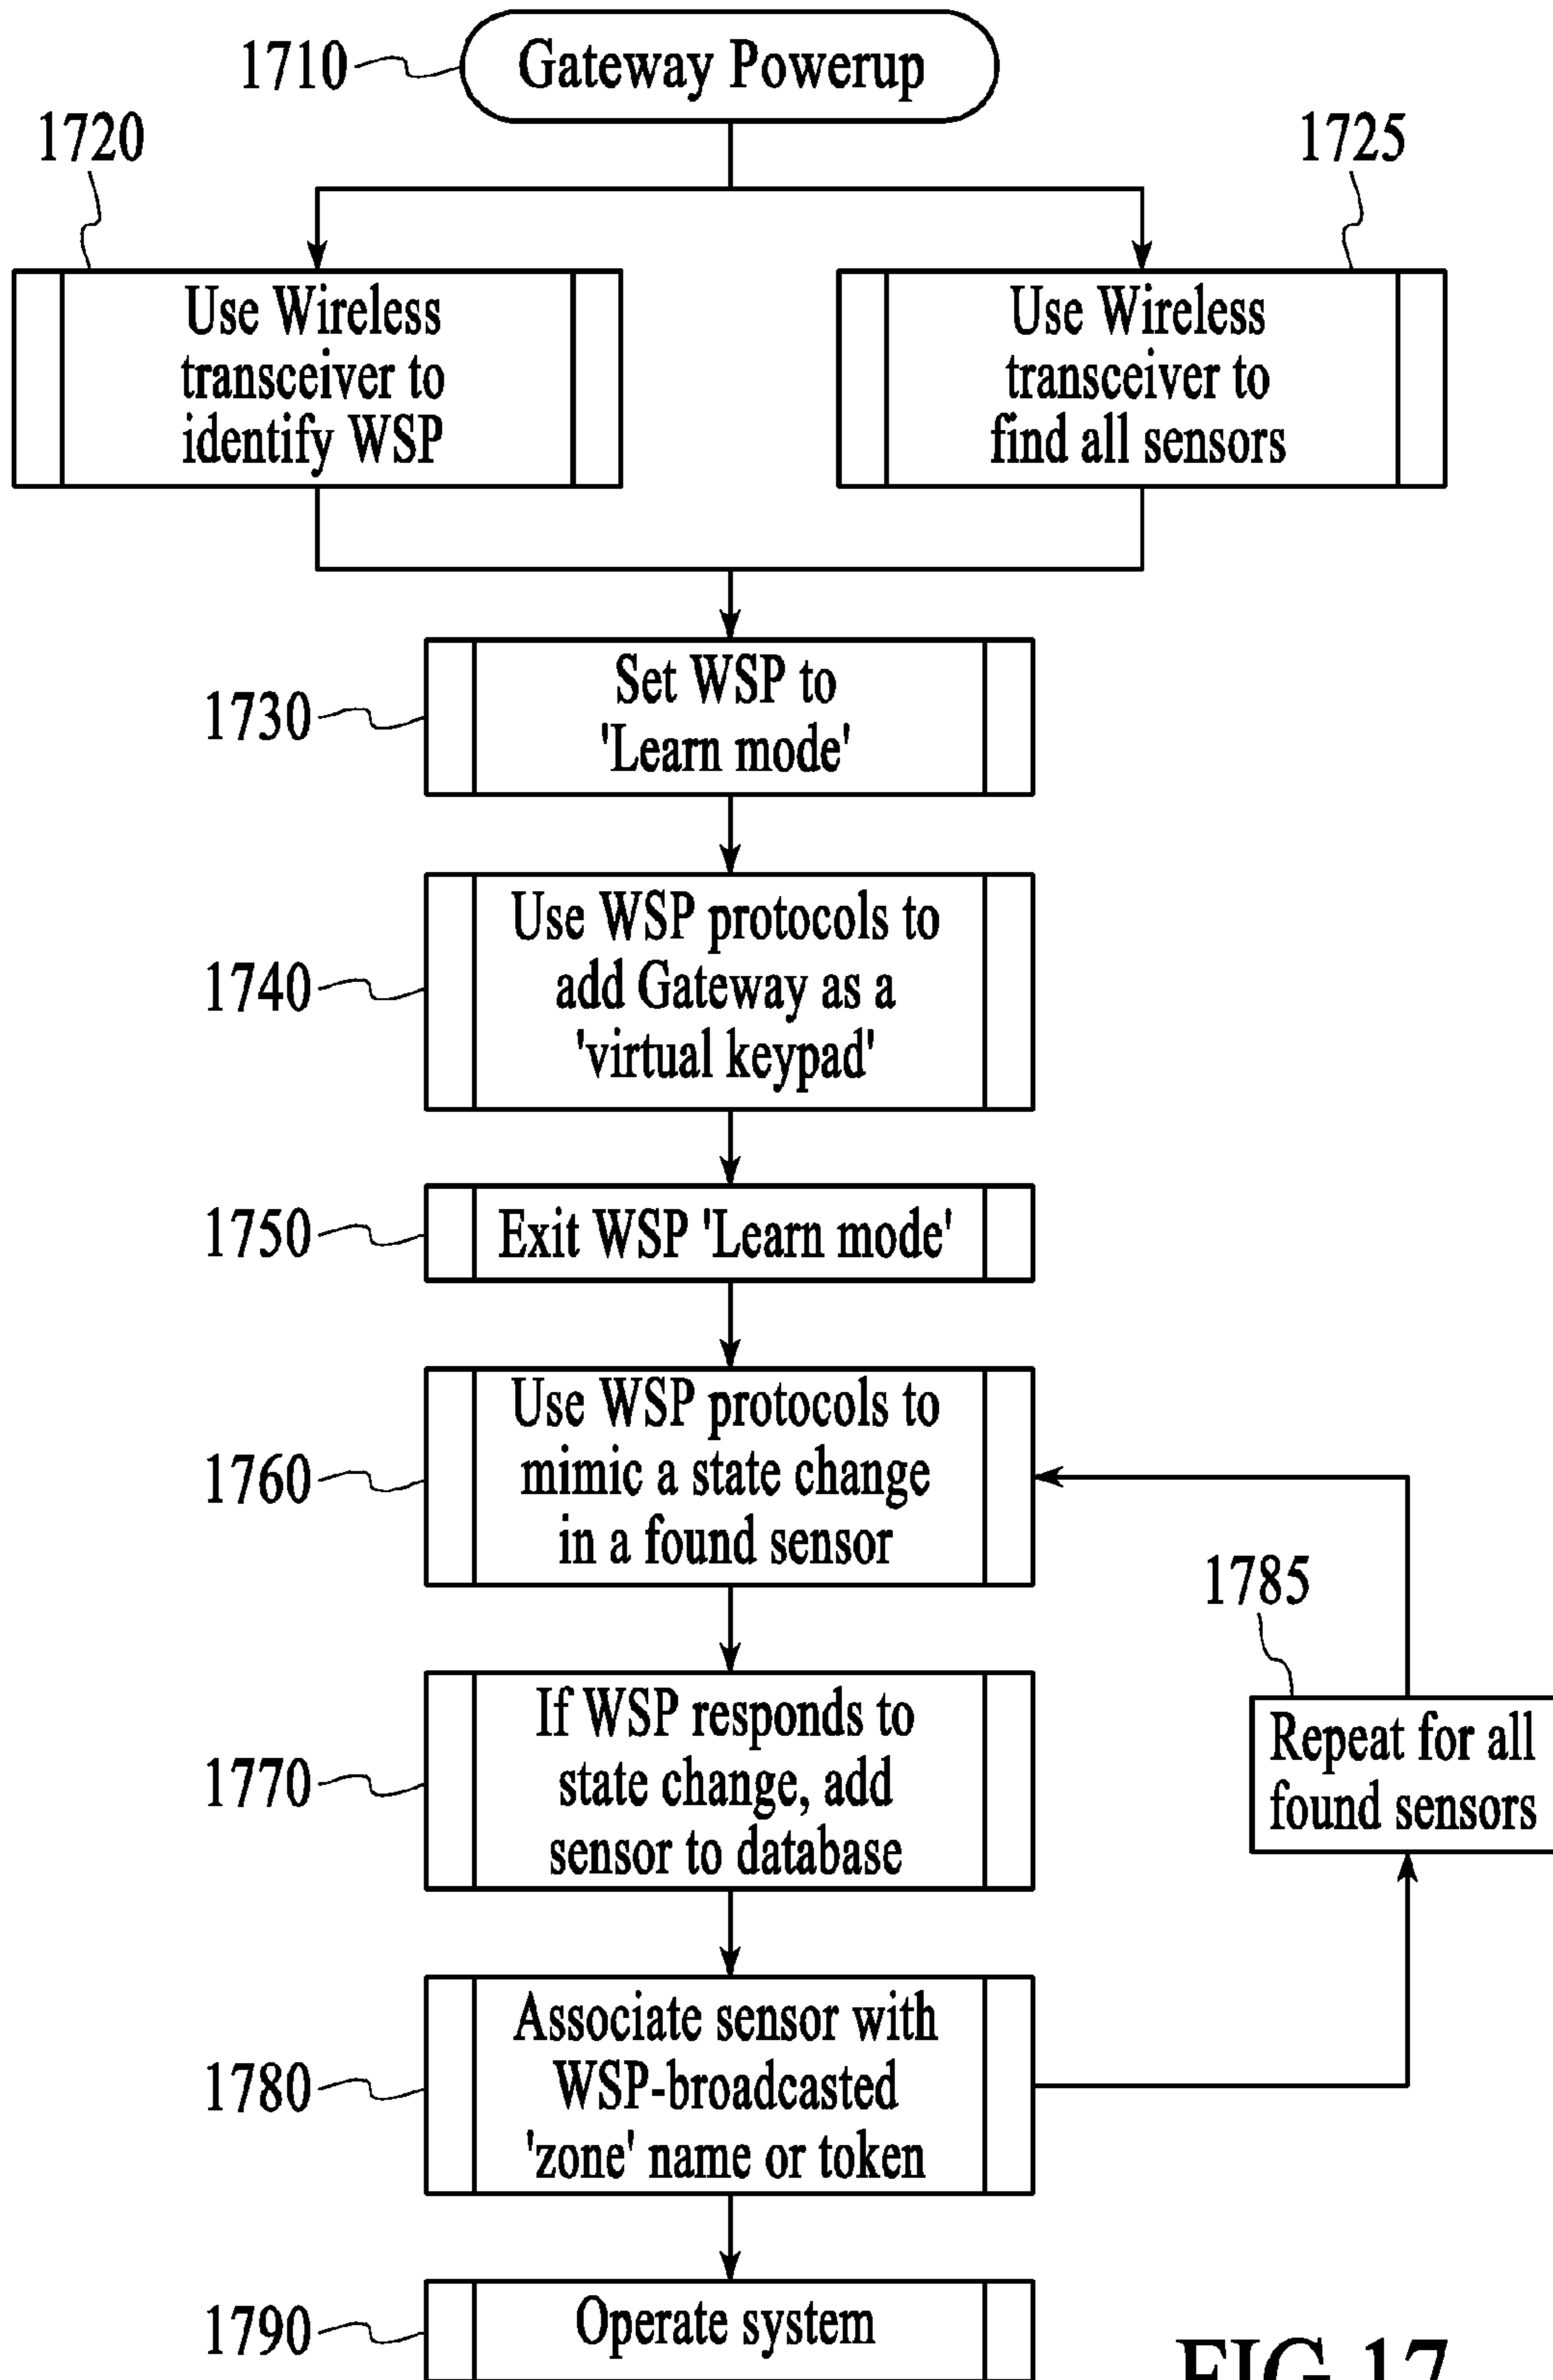 1710
Gateway Powerup
1720
1725
Use Wireless
transceiver to
identify WSP
Use Wireless
transceiver to
find all sensors
1730
Set WSP to
'Learn mode'
1740
Use WSP protocols to
add Gateway as a
'virtual keypad'
1750
Exit WSP 'Learn mode'
1760
Use WSP protocols to
mimic a state change
in a found sensor
1785
1770
If WSP responds to
state change, add
sensor to database
Repeat for all
found sensors
1780
Associate sensor with
WSP-broadcasted
'zone' name or token
1790
Operate system
FIG.17